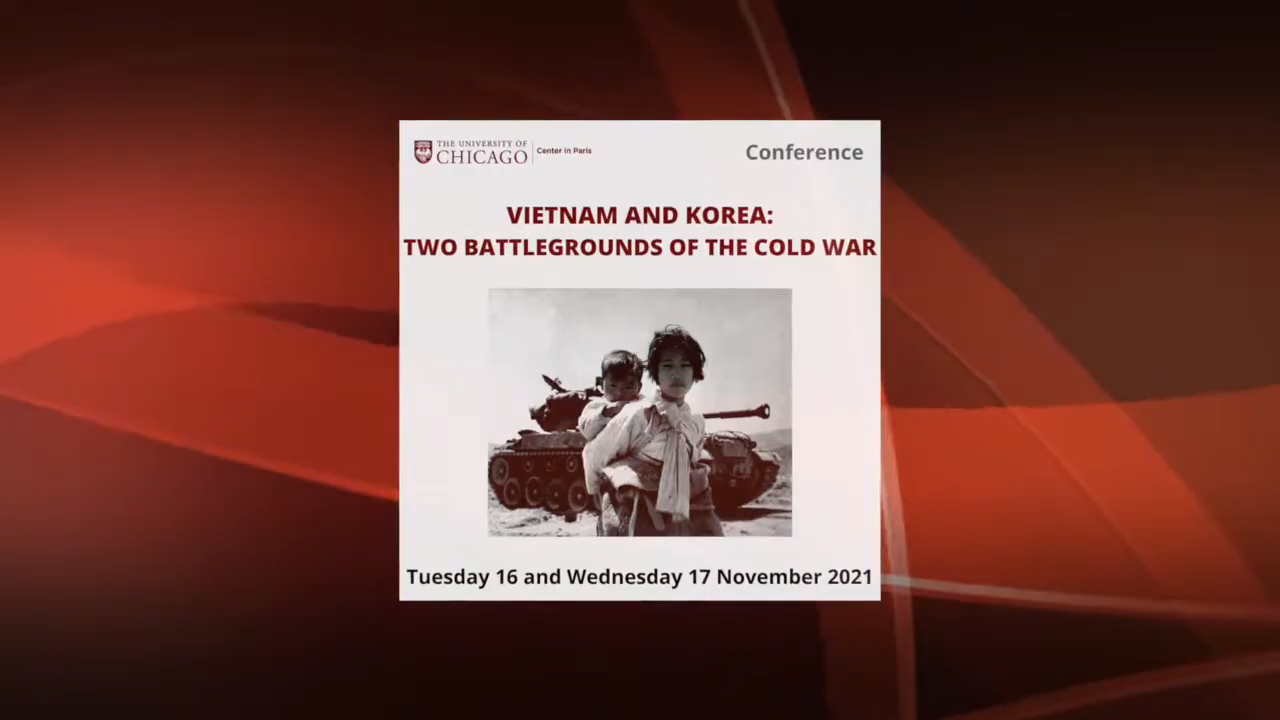 THE UNIVERSITY OF
CHICAGO
Center in Paris
Conference
VIETNAM AND KOREA:
TWO BATTLEGROUNDS OF THE COLD WAR
Tuesday 16 and Wednesday 17 November 2021